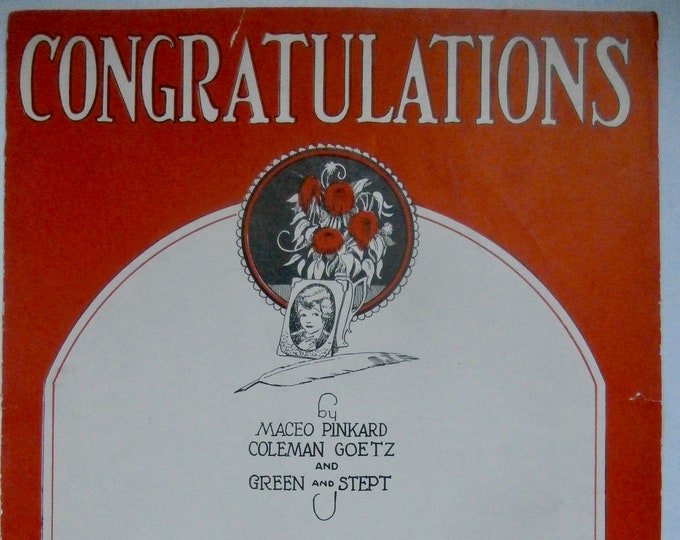 CONGRATULATIONS
by
MACEO PINKARD
COLEMAN GOETZ
AND
GREEN AND STEPT